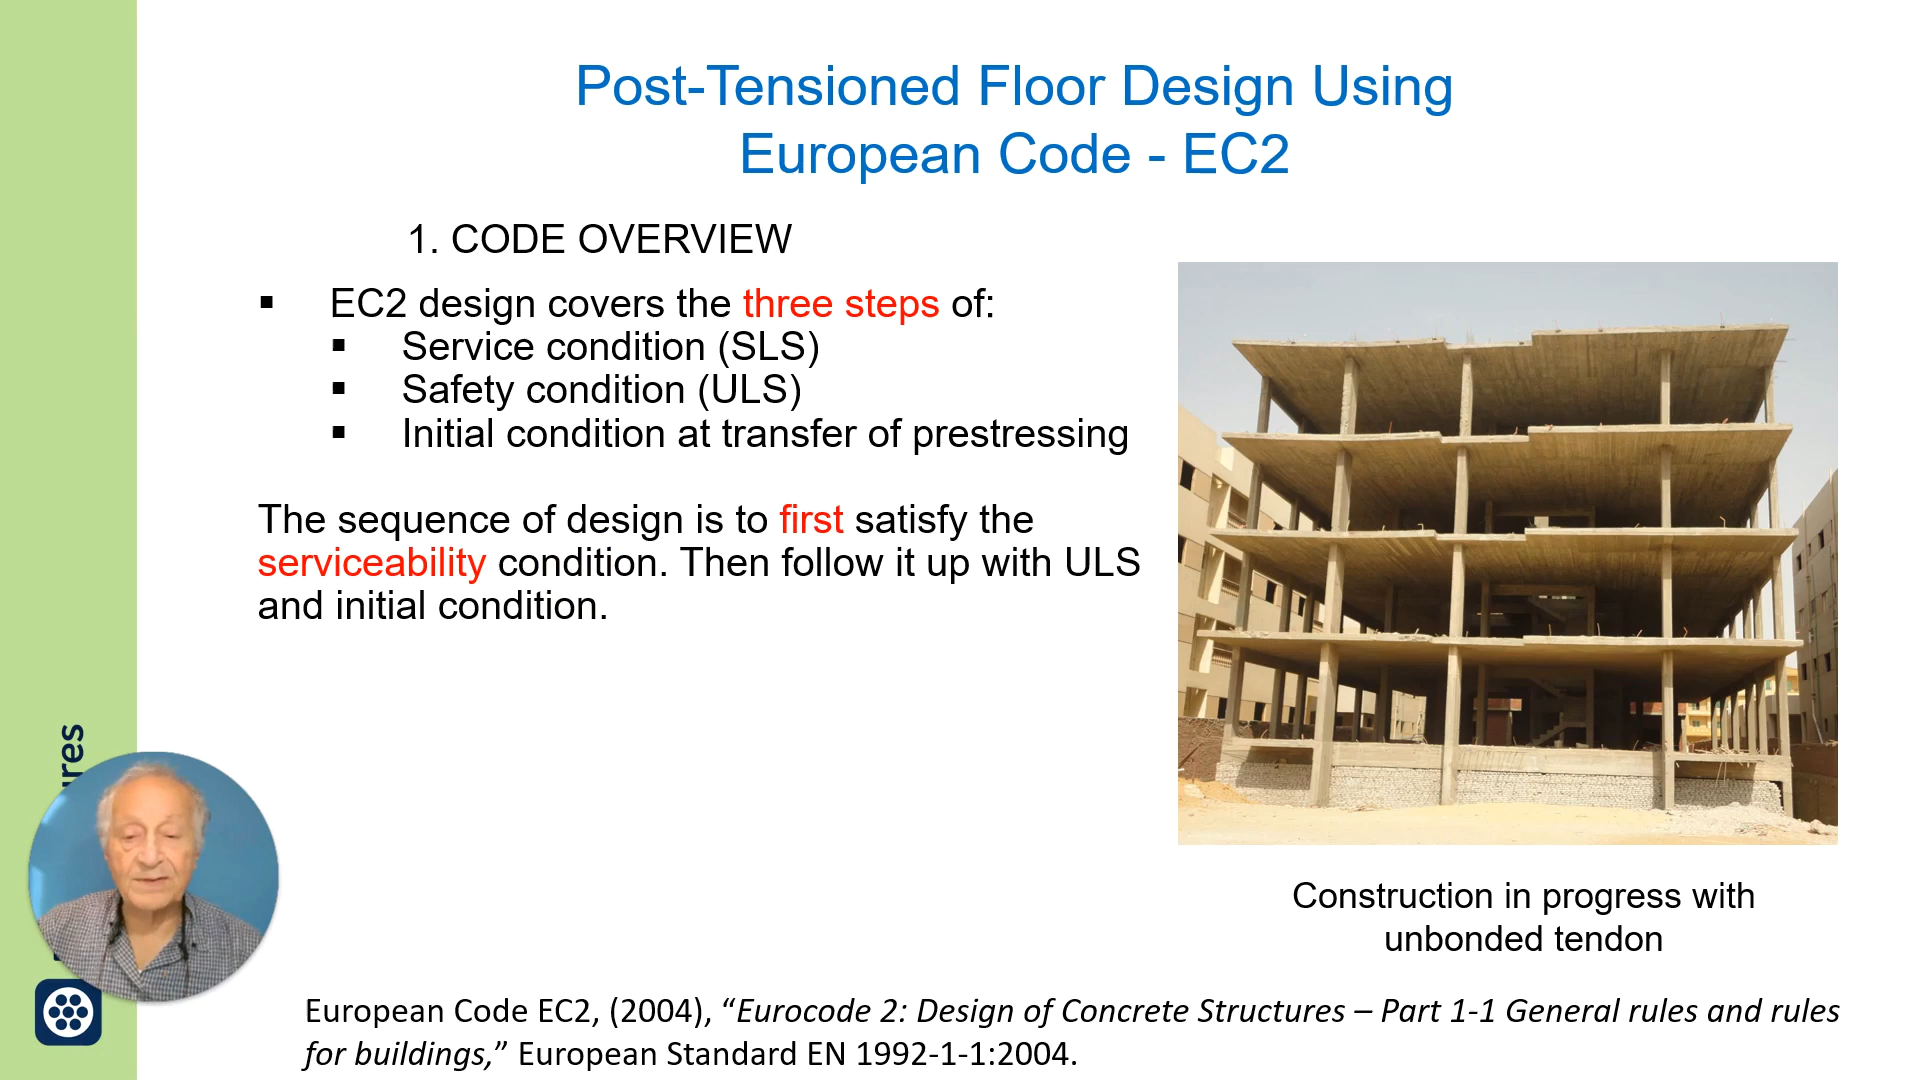 Post-Tensioned Floor Design Using
European Code - EC2
1. CODE OVERVIEW
▪ EC2 design covers the three steps of:
▪ Service condition (SLS)
▪ Safety condition (ULS)
▪ Initial condition at transfer of prestressing
The sequence of design is to first satisfy the
serviceability condition. Then follow it up with ULS
and initial condition.
Construction in progress with
unbonded tendon
European Code EC2, (2004), “Eurocode 2: Design of Concrete Structures – Part 1-1 General rules and rules
for buildings,” European Standard EN 1992-1-1:2004.